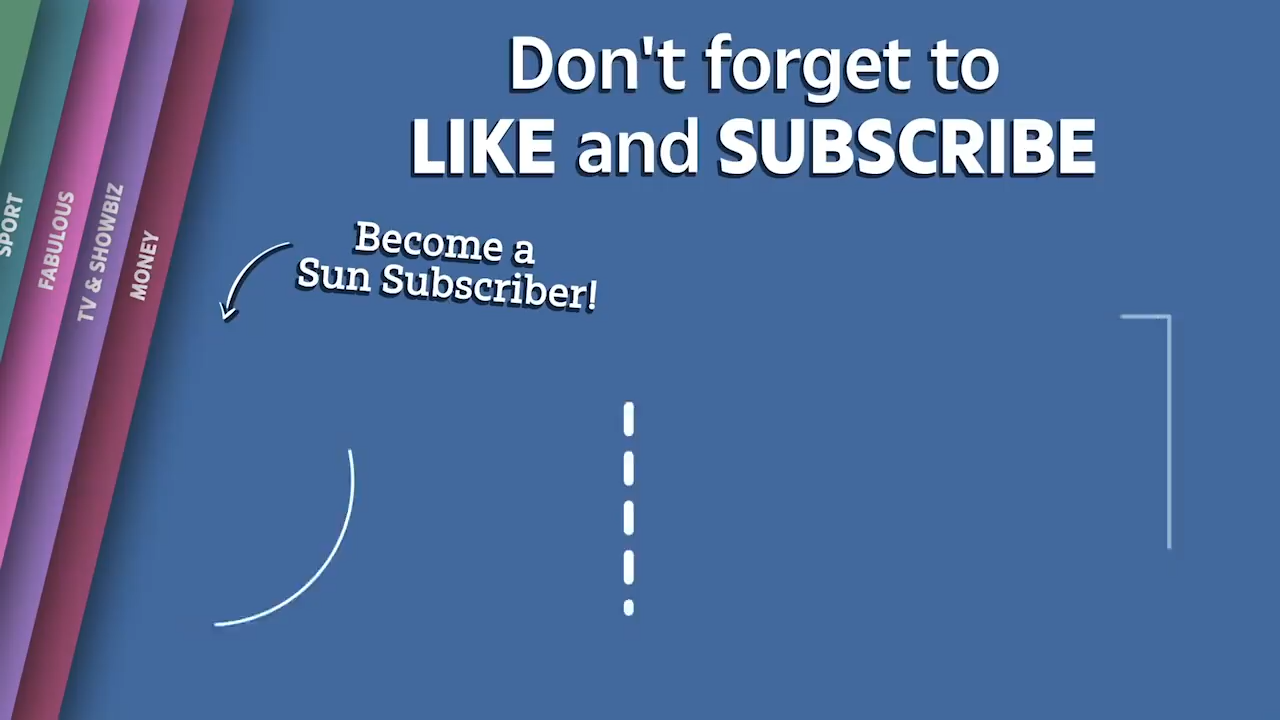 Don't forget to
LIKE and SUBSCRIBE
Become a
Sun Subscriber!
SPORT
FABULOUS
TV & SHOWBIZ
MONEY